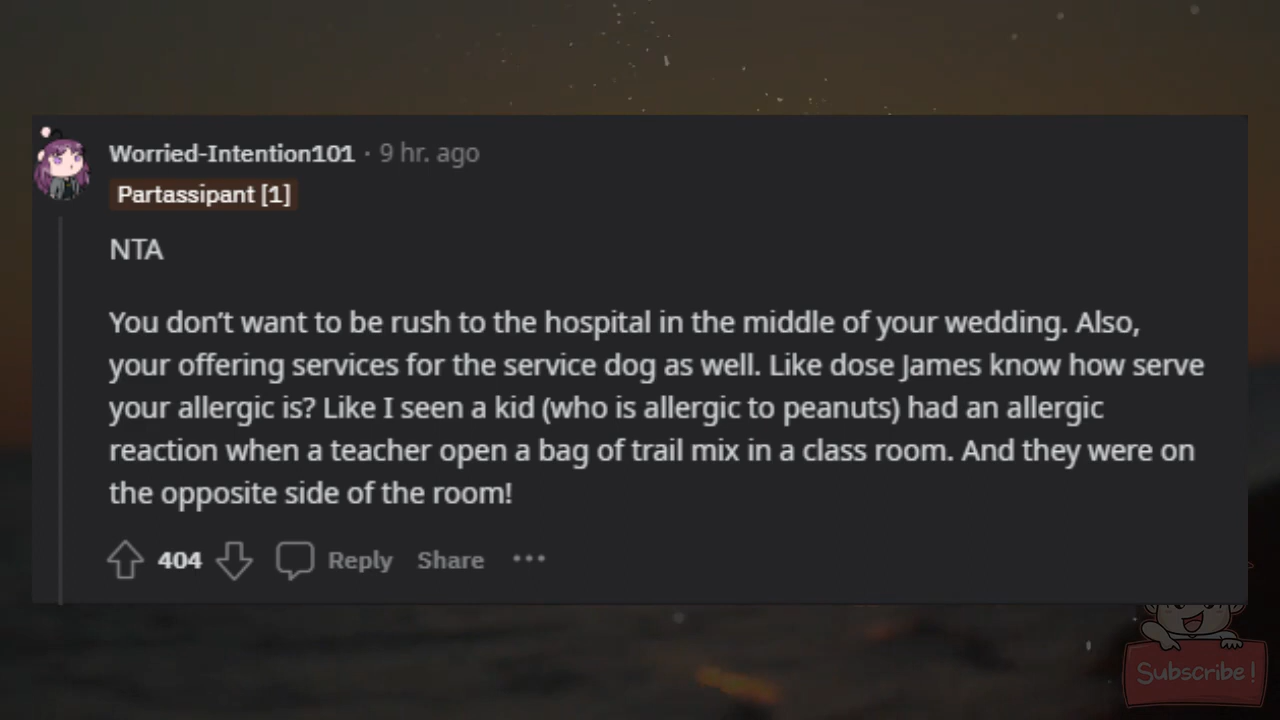 Worried-Intention101 · 9 hr. ago
Partassipant [1]
NTA
You don’t want to be rush to the hospital in the middle of your wedding. Also,
your offering services for the service dog as well. Like dose James know how serve
your allergic is? Like I seen a kid (who is allergic to peanuts) had an allergic
reaction when a teacher open a bag of trail mix in a class room. And they were on
the opposite side of the room!
404 Reply Share ···
Subscribe!